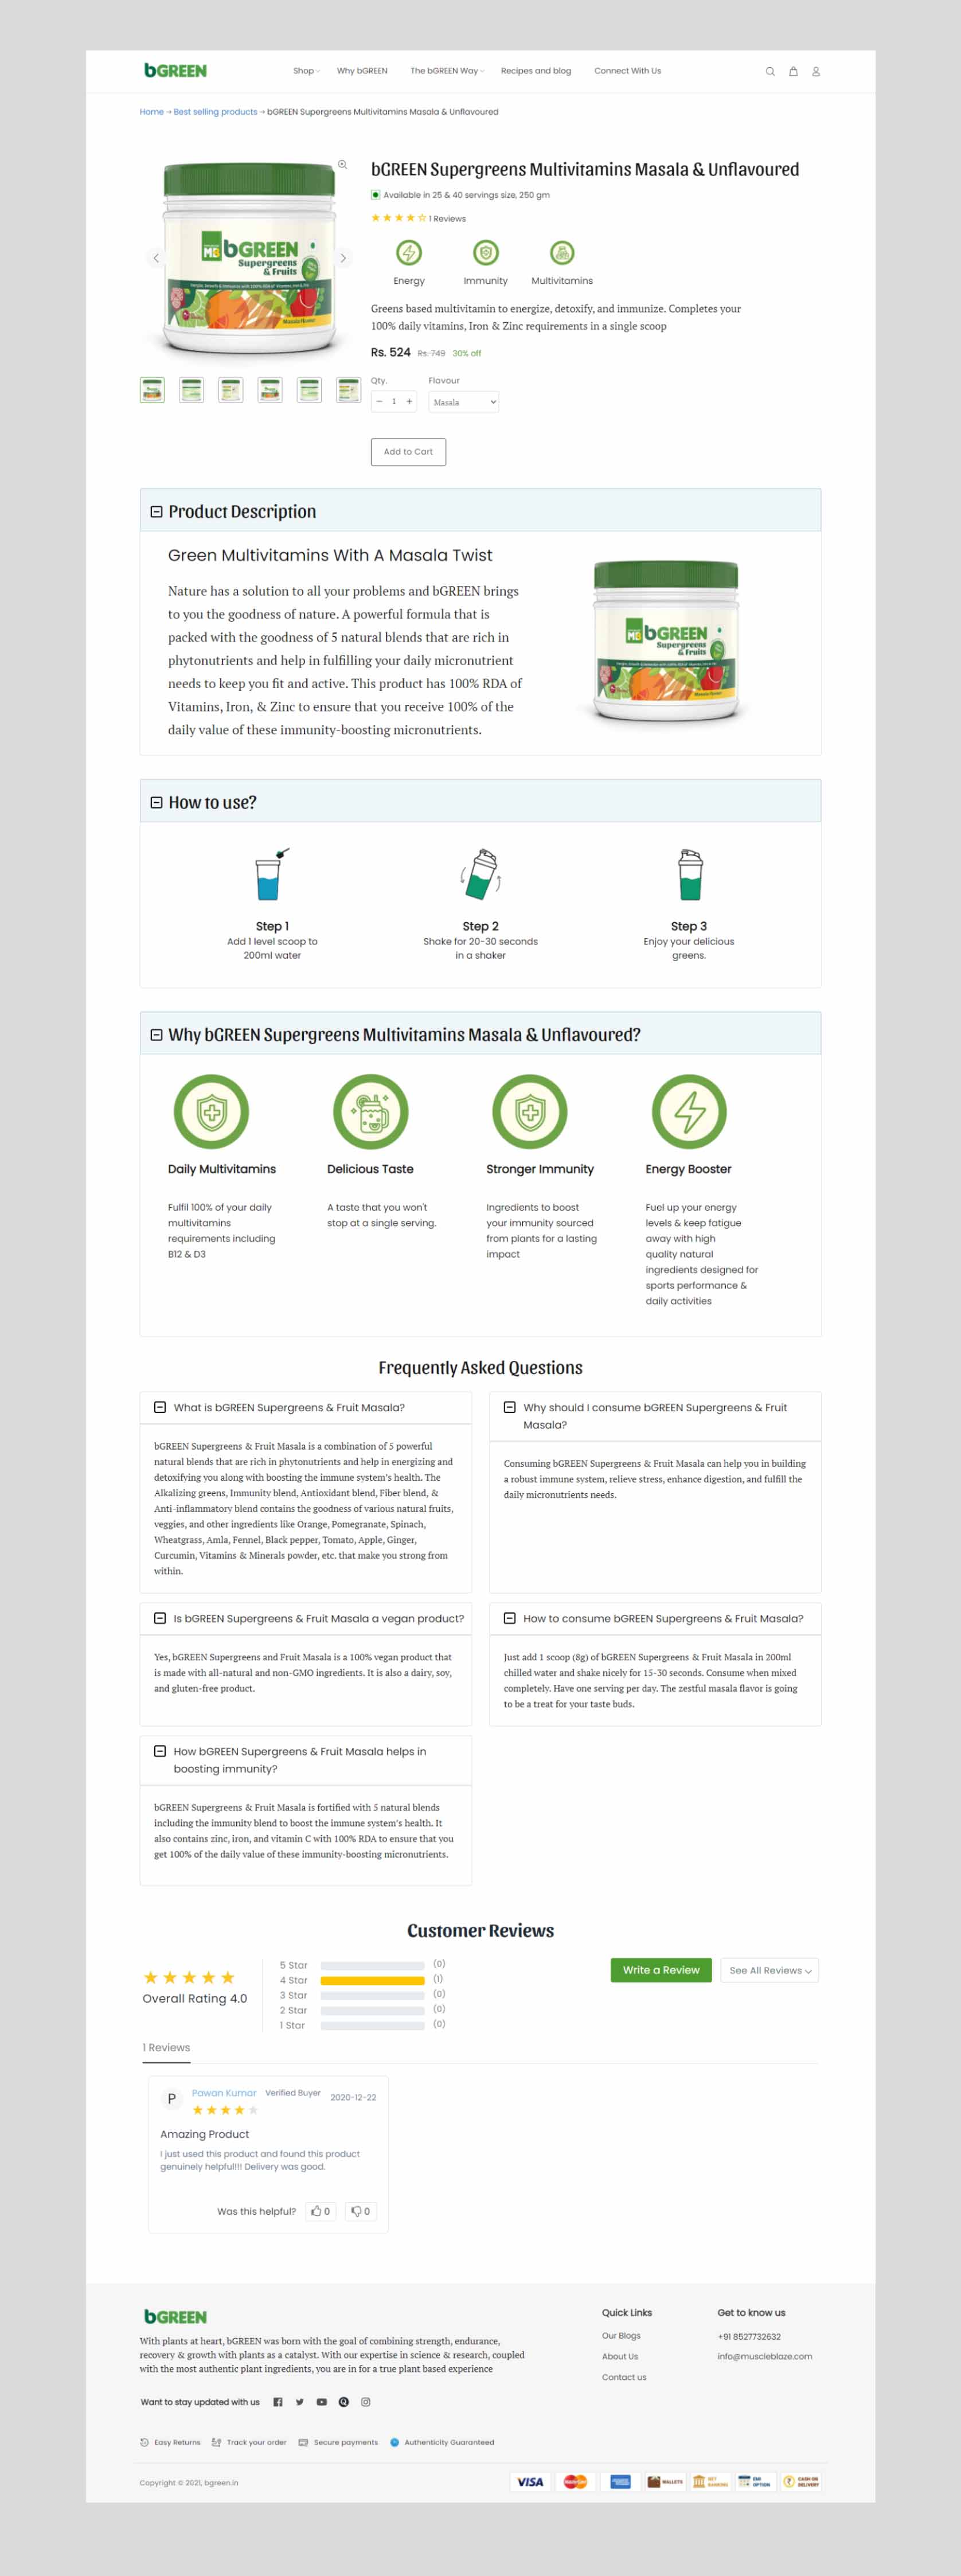 bGREEN
Shop
Why bGREEN
The bGREEN Way
Recipes and blog
Connect With Us
Home → Best selling products → bGREEN Supergreens Multivitamins Masala & Unflavoured
bGREEN Supergreens Multivitamins Masala & Unflavoured
Available in 25 & 40 servings size, 250 gm
1 Reviews
MB bGREEN
Supergreens
& Fruits
Energy
Immunity
Multivitamins
Greens based multivitamin to energize, detoxify, and immunize. Completes your
100% daily vitamins, Iron & Zinc requirements in a single scoop
Rs. 524 Rs. 749 30% off
Qty.
Flavour
− 1 +
Masala
Add to Cart
Product Description
Green Multivitamins With A Masala Twist
Nature has a solution to all your problems and bGREEN brings
to you the goodness of nature. A powerful formula that is
packed with the goodness of 5 natural blends that are rich in
phytonutrients and help in fulfilling your daily micronutrient
needs to keep you fit and active. This product has 100% RDA of
Vitamins, Iron, & Zinc to ensure that you receive 100% of the
daily value of these immunity-boosting micronutrients.
MB bGREEN
Supergreens
& Fruits
How to use?
Step 1
Add 1 level scoop to
200ml water
Step 2
Shake for 20-30 seconds
in a shaker
Step 3
Enjoy your delicious
greens.
Why bGREEN Supergreens Multivitamins Masala & Unflavoured?
Daily Multivitamins
Fulfil 100% of your daily
multivitamins
requirements including
B12 & D3
Delicious Taste
A taste that you won't
stop at a single serving.
Stronger Immunity
Ingredients to boost
your immunity sourced
from plants for a lasting
impact
Energy Booster
Fuel up your energy
levels & keep fatigue
away with high
quality natural
ingredients designed for
sports performance &
daily activities
Frequently Asked Questions
What is bGREEN Supergreens & Fruit Masala?
bGREEN Supergreens & Fruit Masala is a combination of 5 powerful
natural blends that are rich in phytonutrients and help in energizing and
detoxifying you along with boosting the immune system's health. The
Alkalizing greens, Immunity blend, Antioxidant blend, Fiber blend, &
Anti-inflammatory blend contains the goodness of various natural fruits,
veggies, and other ingredients like Orange, Pomegranate, Spinach,
Wheatgrass, Amla, Fennel, Black pepper, Tomato, Apple, Ginger,
Curcumin, Vitamins & Minerals powder, etc. that make you strong from
within.
Why should I consume bGREEN Supergreens & Fruit
Masala?
Consuming bGREEN Supergreens & Fruit Masala can help you in building
a robust immune system, relieve stress, enhance digestion, and fulfill the
daily micronutrients needs.
Is bGREEN Supergreens & Fruit Masala a vegan product?
Yes, bGREEN Supergreens and Fruit Masala is a 100% vegan product that
is made with all-natural and non-GMO ingredients. It is also a dairy, soy,
and gluten-free product.
How to consume bGREEN Supergreens & Fruit Masala?
Just add 1 scoop (8g) of bGREEN Supergreens & Fruit Masala in 200ml
chilled water and shake nicely for 15-30 seconds. Consume when mixed
completely. Have one serving per day. The zestful masala flavor is going
to be a treat for your taste buds.
How bGREEN Supergreens & Fruit Masala helps in
boosting immunity?
bGREEN Supergreens & Fruit Masala is fortified with 5 natural blends
including the immunity blend to boost the immune system's health. It
also contains zinc, iron, and vitamin C with 100% RDA to ensure that you
get 100% of the daily value of these immunity-boosting micronutrients.
Customer Reviews
Overall Rating 4.0
5 Star (0)
4 Star (1)
3 Star (0)
2 Star (0)
1 Star (0)
Write a Review
See All Reviews
1 Reviews
P
Pawan Kumar Verified Buyer 2020-12-22
Amazing Product
I just used this product and found this product
genuinely helpful!!! Delivery was good.
Was this helpful? 0 0
bGREEN
With plants at heart, bGREEN was born with the goal of combining strength, endurance,
recovery & growth with plants as a catalyst. With our expertise in science & research, coupled
with the most authentic plant ingredients, you are in for a true plant based experience
Want to stay updated with us
Quick Links
Our Blogs
About Us
Contact us
Get to know us
+91 8527732632
info@muscleblaze.com
Easy Returns
Track your order
Secure payments
Authenticity Guaranteed
Copyright © 2021, bgreen.in
VISA
WALLETS
NET BANKING
EMI OPTION
CASH ON DELIVERY